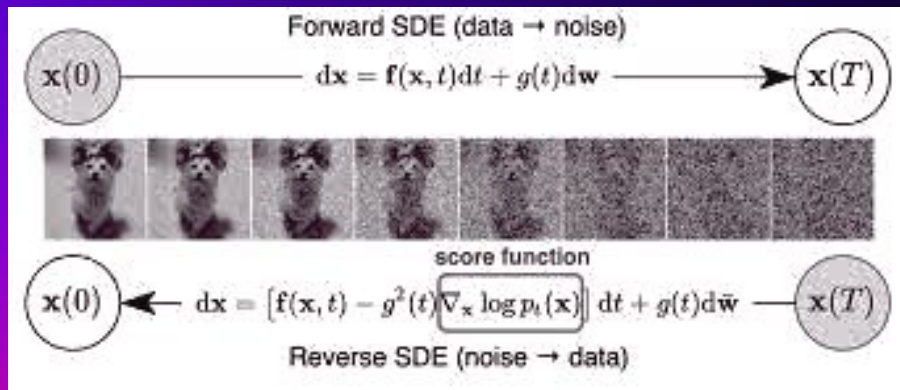 Forward SDE (data → noise)
x(0) dx = f(x, t)dt + g(t)dw x(T)
score function
x(0) dx = [f(x, t) − g²(t)∇ₓ log pₜ(x)] dt + g(t)dw̄ x(T)
Reverse SDE (noise → data)